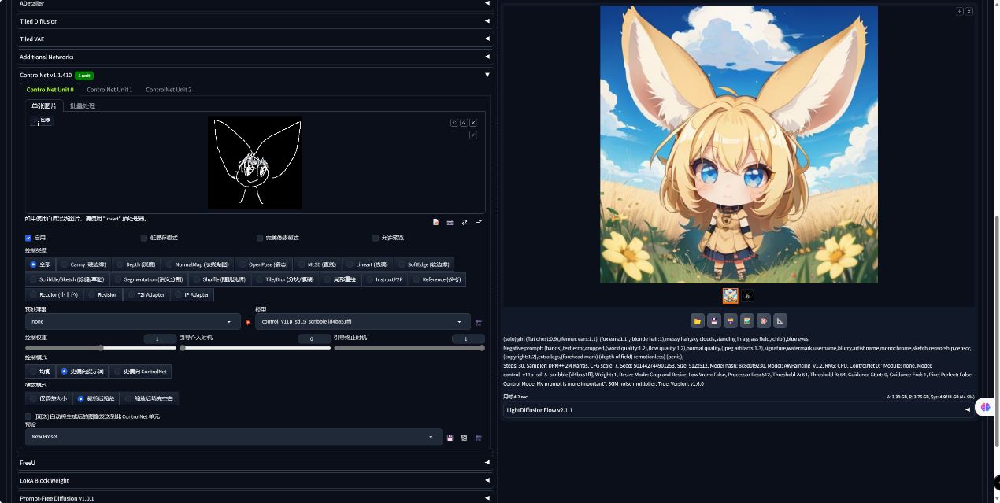 ADetailer
Tiled Diffusion
Tiled VAE
Additional Networks
ControlNet v1.1.410 1 unit
ControlNet Unit 0 ControlNet Unit 1 ControlNet Unit 2
单张图片 批量处理
图像
如果使用白底黑线图片，请使用 "invert" 预处理器。
启用 低显存模式 完美像素模式 允许预览
控制类型
全部 Canny (硬边缘) Depth (深度) NormalMap (法线贴图) OpenPose (姿态) MLSD (直线) Lineart (线稿) SoftEdge (软边缘)
Scribble/Sketch (涂鸦/草图) Segmentation (语义分割) Shuffle (随机洗牌) Tile/Blur (分块/模糊) 局部重绘 InstructP2P Reference (参考)
Recolor (小上色) Revision T2I Adapter IP Adapter
预处理器 模型
none control_v11p_sd15_scribble [d4ba51ff]
控制权重 1 引导介入时机 0 引导终止时机 1
控制模式
均衡 更偏向提示词 更偏向 ControlNet
缩放模式
仅调整大小 裁剪后缩放 缩放后填充空白
[回送] 自动将生成后的图像发送到此 ControlNet 单元
预设
New Preset
FreeU
LoRA Block Weight
Prompt-Free Diffusion v1.0.1
(solo) girl (flat chest:0.9),(fennec ears:1.1) (fox ears:1.1),(blonde hair:1),messy hair,sky clouds,standing in a grass field,(chibi),blue eyes,
Negative prompt: (hands),text,error,cropped,(worst quality:1.2),(low quality:1.2),normal quality,(jpeg artifacts:1.3),signature,watermark,username,blurry,artist name,monochrome,sketch,censorship,censor,
(copyright:1.2),extra legs,(forehead mark) (depth of field) (emotionless) (penis),
Steps: 30, Sampler: DPM++ 2M Karras, CFG scale: 7, Seed: 501442744901253, Size: 512x512, Model hash: 8c8d0f9230, Model: AWPainting_v1.2, RNG: CPU, ControlNet 0: "Module: none, Model:
control_v11p_sd15_scribble [d4ba51ff], Weight: 1, Resize Mode: Crop and Resize, Low Vram: False, Processor Res: 512, Threshold A: 64, Threshold B: 64, Guidance Start: 0, Guidance End: 1, Pixel Perfect: False,
Control Mode: My prompt is more important", SGM noise multiplier: True, Version: v1.6.0
用时:4.2 sec. A: 3.30 GB, R: 3.75 GB, Sys: 4.9/11 GB (44.9%)
LightDiffusionFlow v2.1.1